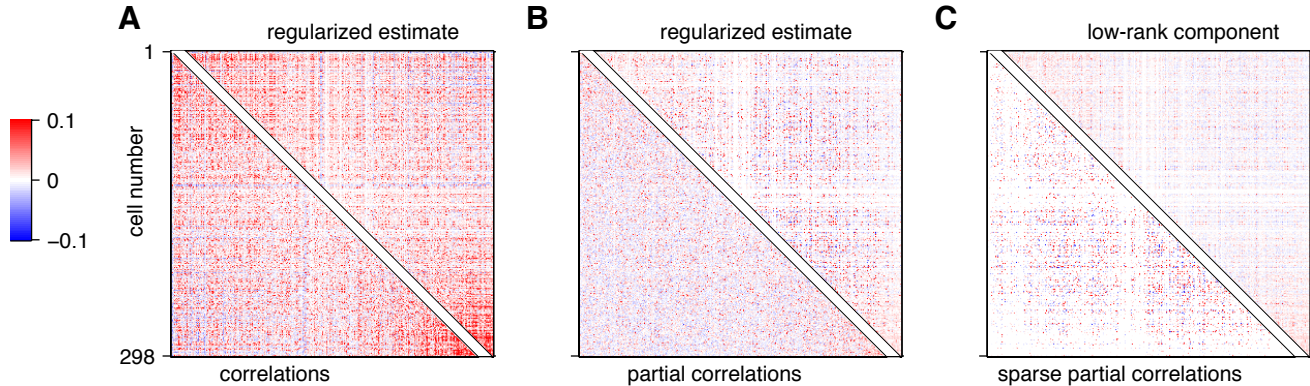 A
regularized estimate
B
regularized estimate
C
low-rank component
1
0.1
0
−0.1
cell number
298
correlations
partial correlations
sparse partial correlations